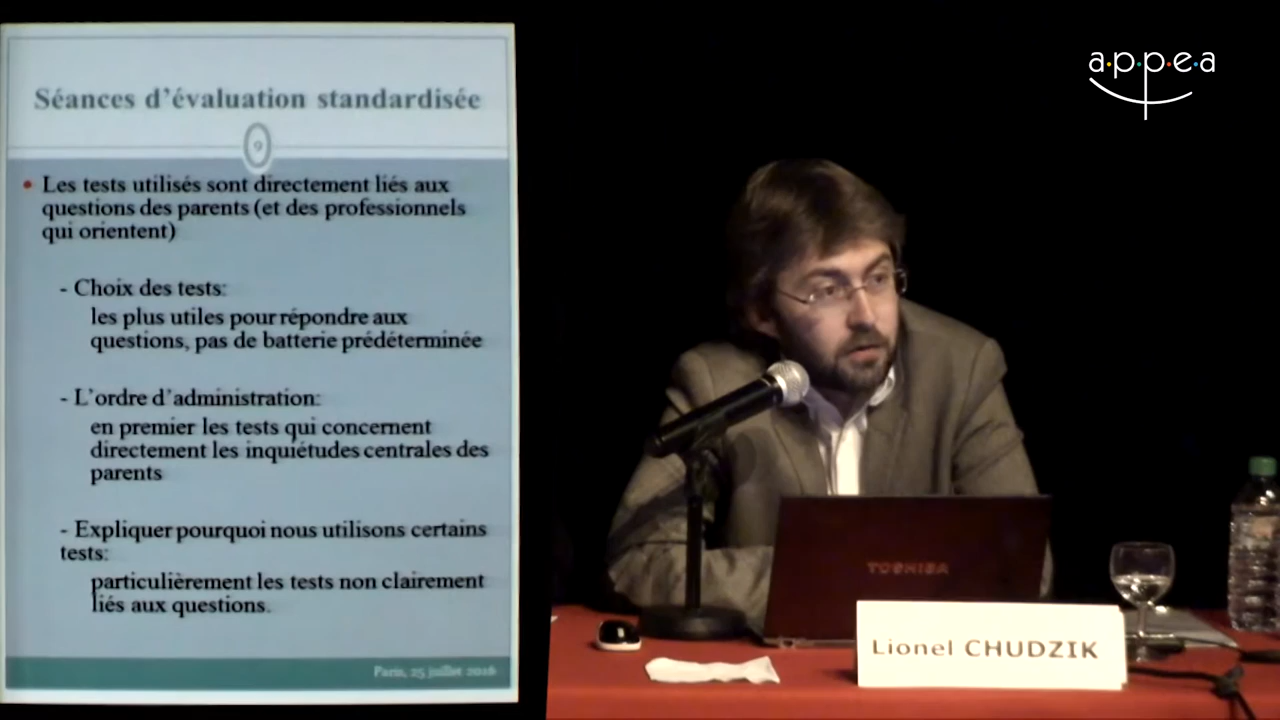 Séances d'évaluation standardisée
9
• Les tests utilisés sont directement liés aux
questions des parents (et des professionnels
qui orientent)
- Choix des tests:
les plus utiles pour répondre aux
questions, pas de batterie prédéterminée
- L'ordre d'administration:
en premier les tests qui concernent
directement les inquiétudes centrales des
parents
- Expliquer pourquoi nous utilisons certains
tests:
particulièrement les tests non clairement
liés aux questions.
Paris, 25 juillet 2016
a·p·p·e·a
TOSHIBA
Lionel CHUDZIK